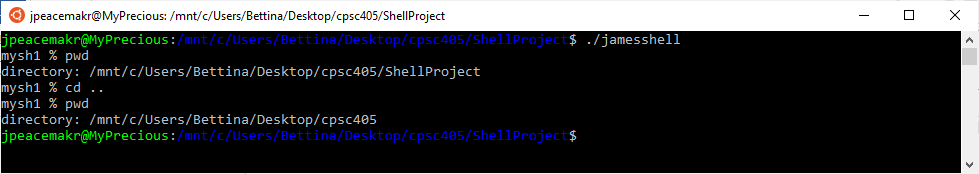 jpeacemakr@MyPrecious: /mnt/c/Users/Bettina/Desktop/cpsc405/ShellProject
jpeacemakr@MyPrecious:/mnt/c/Users/Bettina/Desktop/cpsc405/ShellProject$ ./jamesshell
mysh1 % pwd
directory: /mnt/c/Users/Bettina/Desktop/cpsc405/ShellProject
mysh1 % cd ..
mysh1 % pwd
directory: /mnt/c/Users/Bettina/Desktop/cpsc405
jpeacemakr@MyPrecious:/mnt/c/Users/Bettina/Desktop/cpsc405/ShellProject$